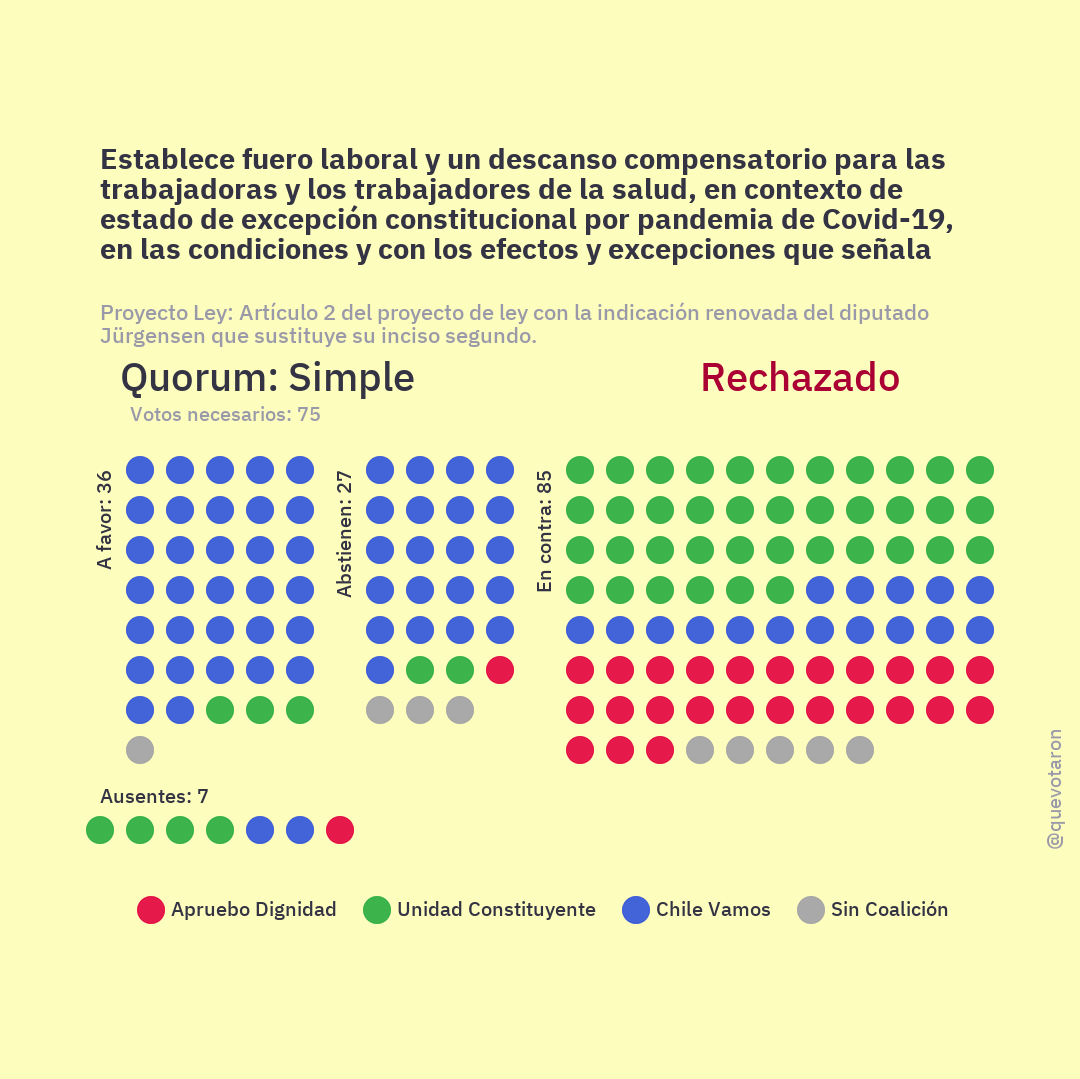 Establece fuero laboral y un descanso compensatorio para las
trabajadoras y los trabajadores de la salud, en contexto de
estado de excepción constitucional por pandemia de Covid-19,
en las condiciones y con los efectos y excepciones que señala
Proyecto Ley: Artículo 2 del proyecto de ley con la indicación renovada del diputado
Jürgensen que sustituye su inciso segundo.
Quorum: Simple
Rechazado
Votos necesarios: 75
A favor: 36
Abstienen: 27
En contra: 85
Ausentes: 7
@quevotaron
Apruebo Dignidad
Unidad Constituyente
Chile Vamos
Sin Coalición